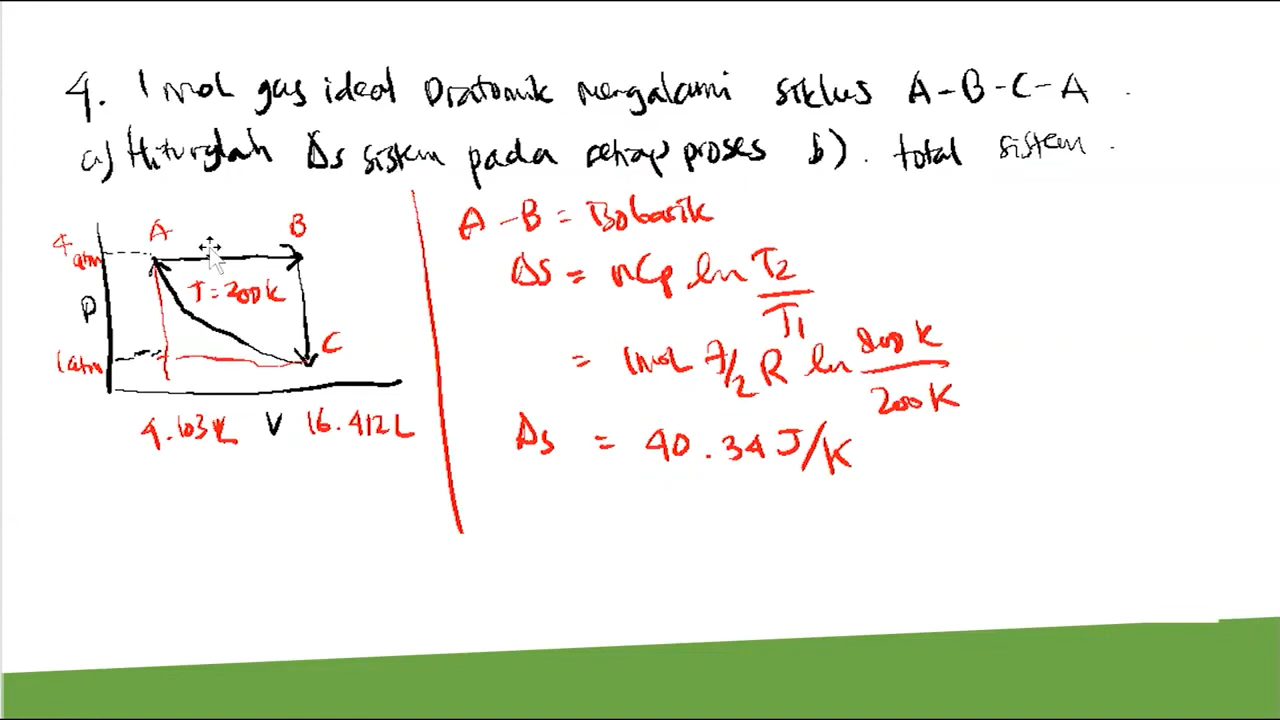 4. 1 mol gas ideal Diatomik mengalami siklus A-B-C-A.
a) Hitunglah Δs sistem pada setiap proses b). total sistem.
A B
4 atm
T = 200 K
P
C
1 atm
4.103 L V 16.412 L
A - B = Isobarik
ΔS = nCp ln T2/T1
= 1 mol 7/2 R ln 800 K/200 K
Δs = 40.34 J/K